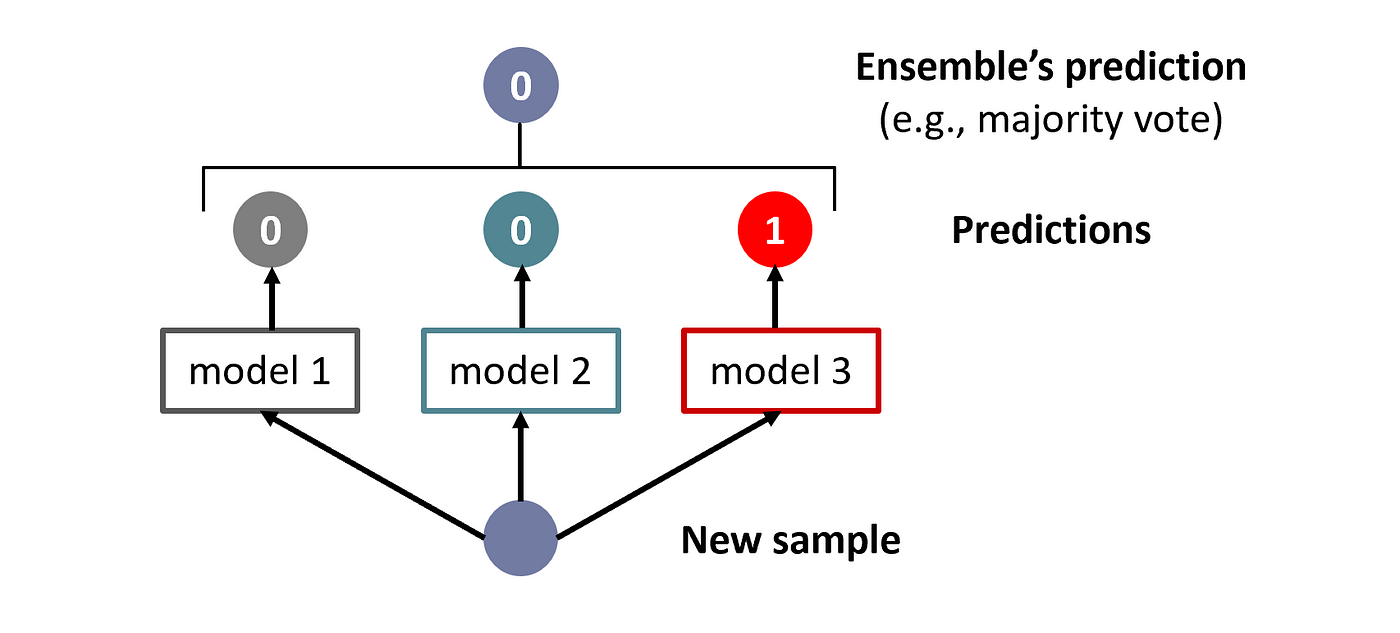 0
Ensemble’s prediction
(e.g., majority vote)
0
0
1
Predictions
model 1
model 2
model 3
New sample